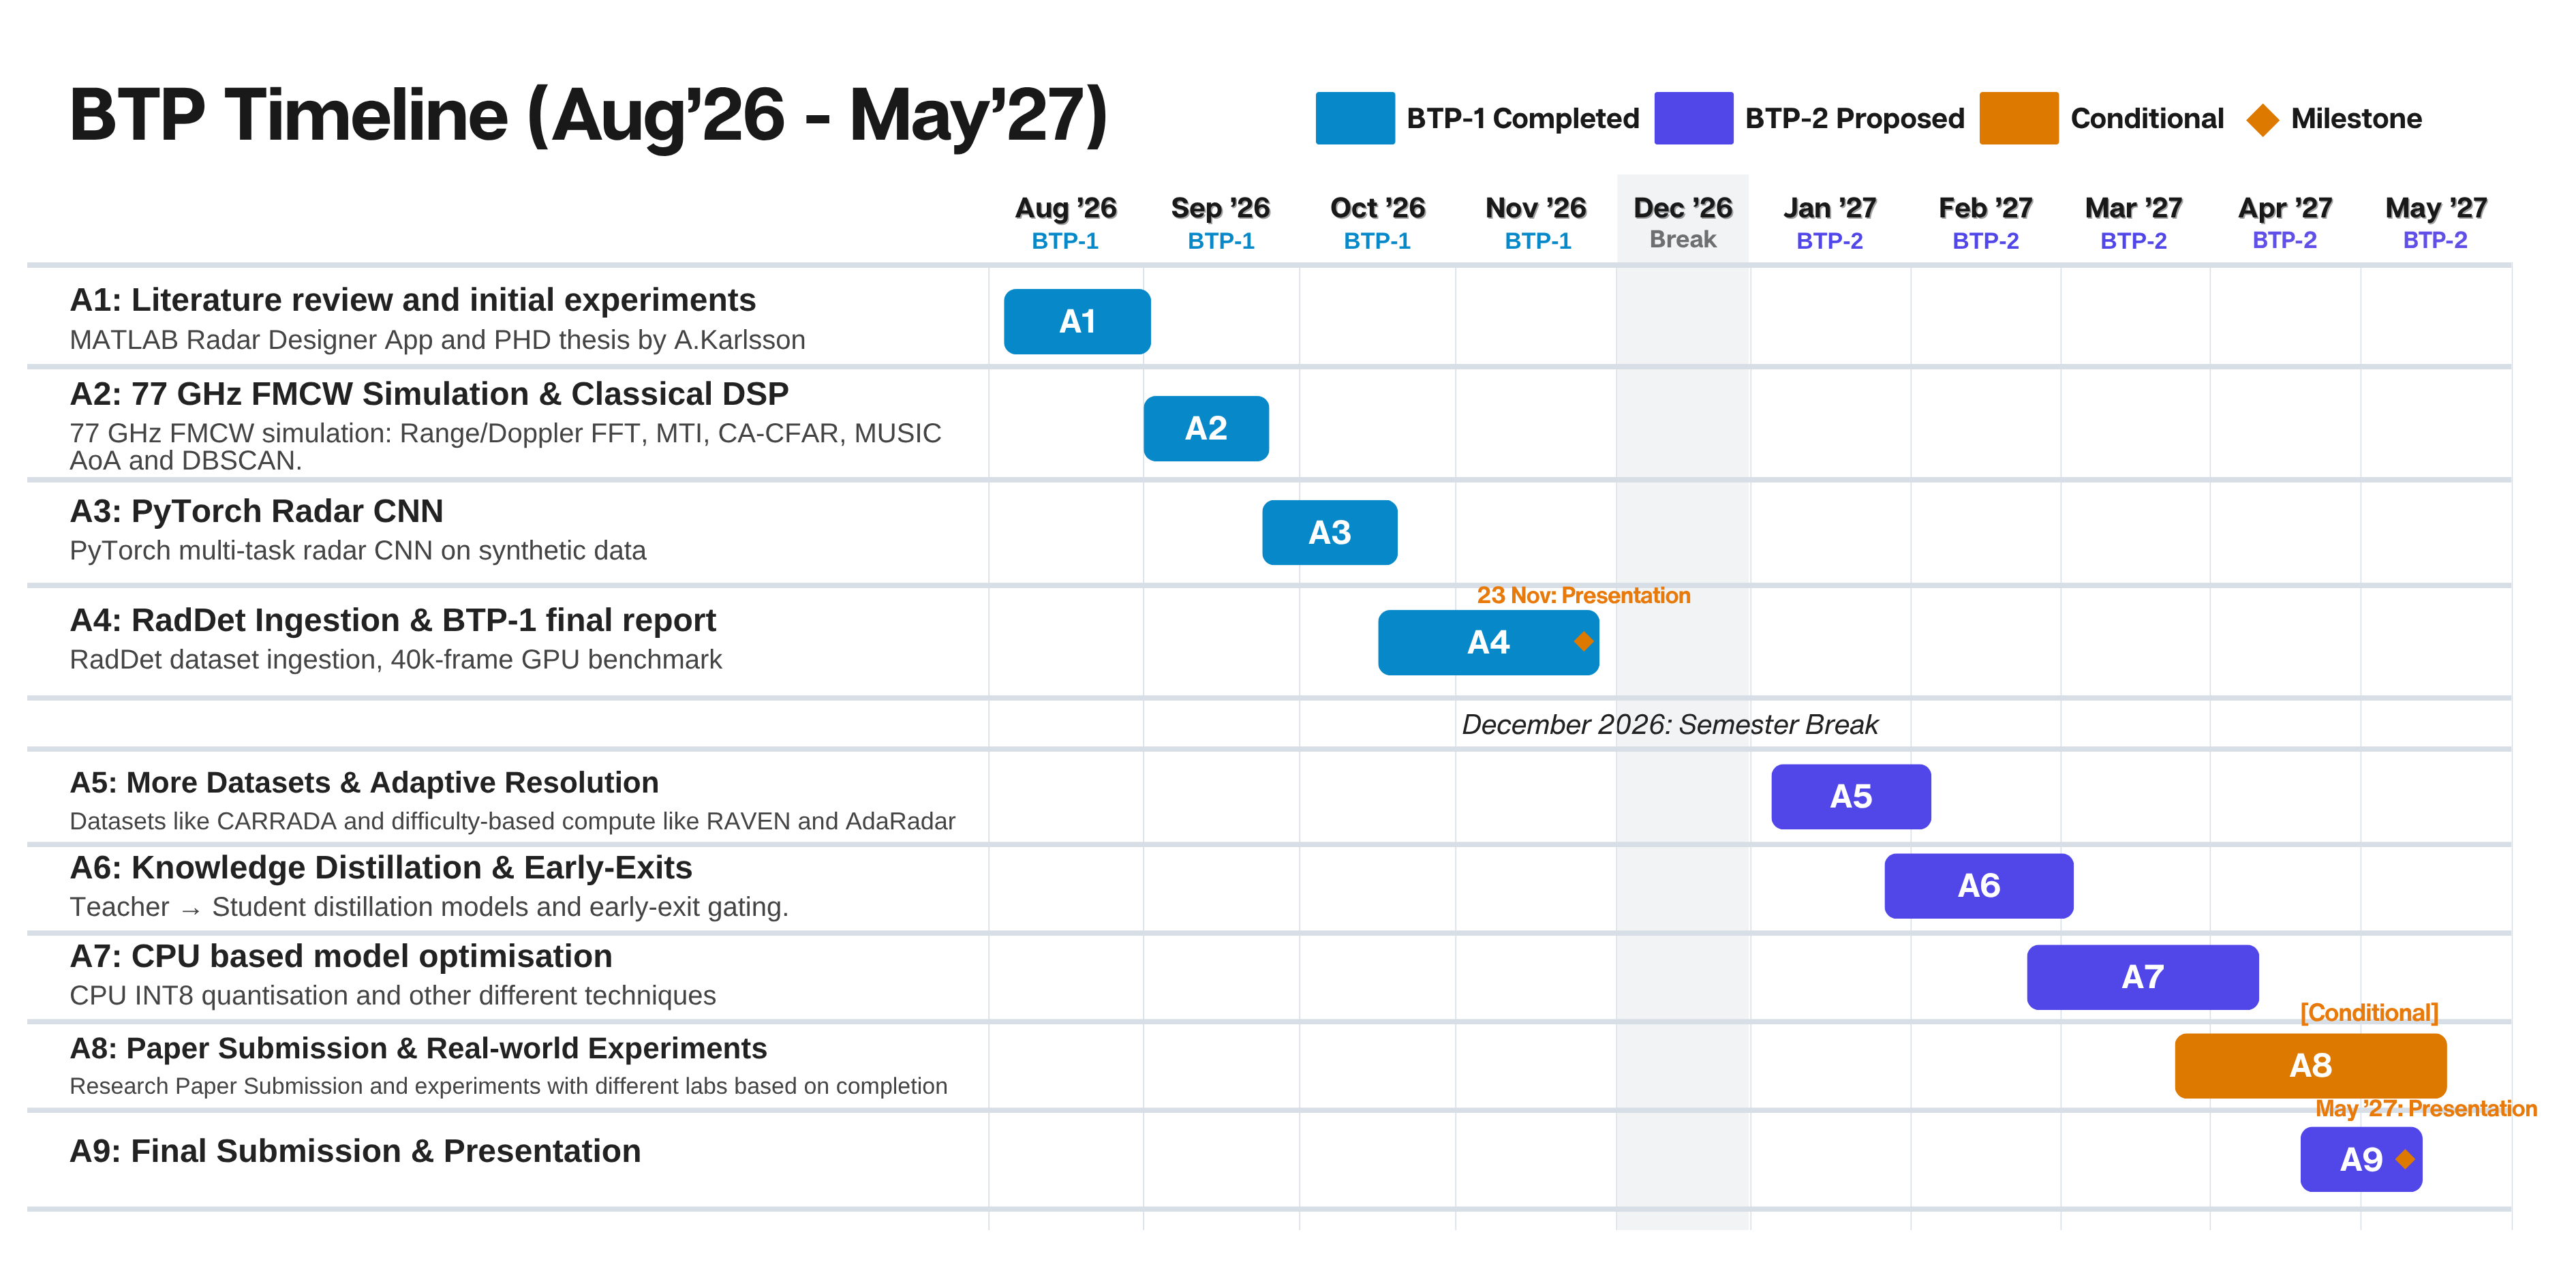 BTP Timeline (Aug’26 - May’27)
BTP-1 Completed
BTP-2 Proposed
Conditional
Milestone
Aug ’26
Sep ’26
Oct ’26
Nov ’26
Dec ’26
Jan ’27
Feb ’27
Mar ’27
Apr ’27
May ’27
BTP-1
BTP-1
BTP-1
BTP-1
Break
BTP-2
BTP-2
BTP-2
BTP-2
BTP-2
A1: Literature review and initial experiments
MATLAB Radar Designer App and PHD thesis by A.Karlsson
A1
A2: 77 GHz FMCW Simulation & Classical DSP
77 GHz FMCW simulation: Range/Doppler FFT, MTI, CA-CFAR, MUSIC
AoA and DBSCAN.
A2
A3: PyTorch Radar CNN
PyTorch multi-task radar CNN on synthetic data
A3
23 Nov: Presentation
A4: RadDet Ingestion & BTP-1 final report
RadDet dataset ingestion, 40k-frame GPU benchmark
A4
December 2026: Semester Break
A5: More Datasets & Adaptive Resolution
Datasets like CARRADA and difficulty-based compute like RAVEN and AdaRadar
A5
A6: Knowledge Distillation & Early-Exits
Teacher → Student distillation models and early-exit gating.
A6
A7: CPU based model optimisation
CPU INT8 quantisation and other different techniques
A7
[Conditional]
A8: Paper Submission & Real-world Experiments
Research Paper Submission and experiments with different labs based on completion
A8
May ’27: Presentation
A9: Final Submission & Presentation
A9